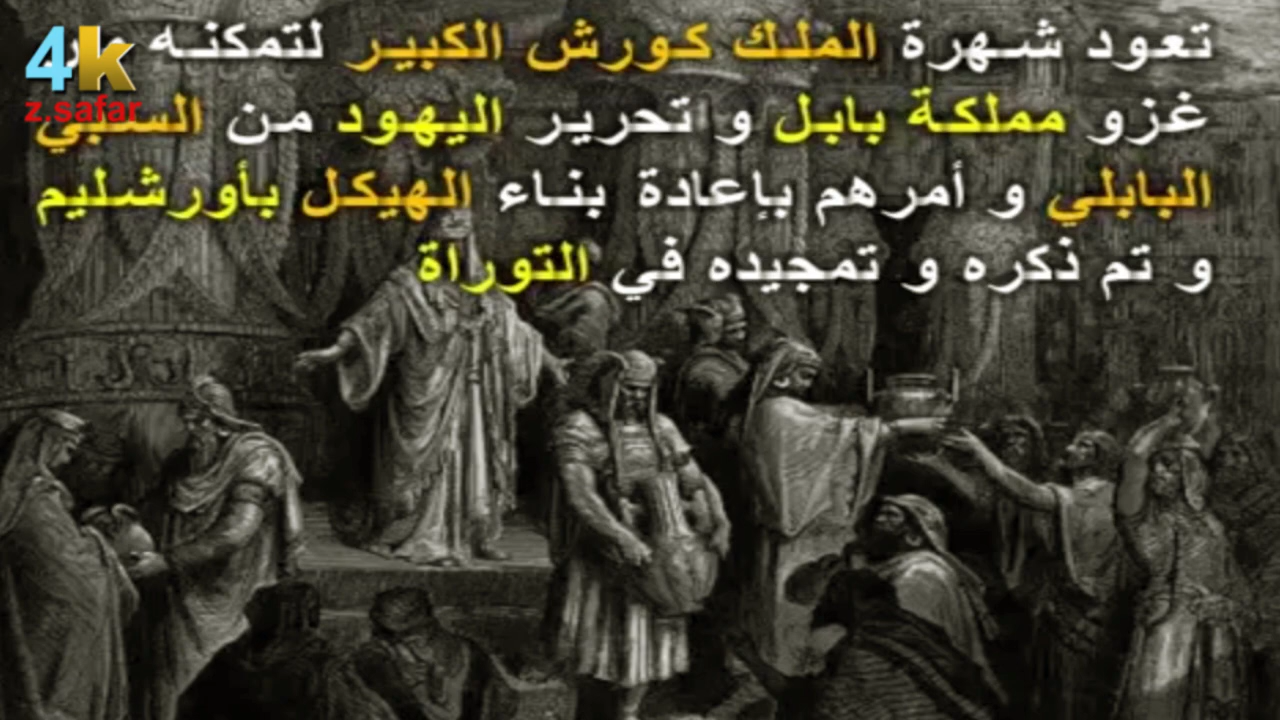 تعود شهرة الملك كورش الكبير لتمكنه من
غزو مملكة بابل و تحرير اليهود من السبي
البابلي و أمرهم بإعادة بناء الهيكل بأورشليم
و تم ذكره و تمجيده في التوراة
4k
z.safar